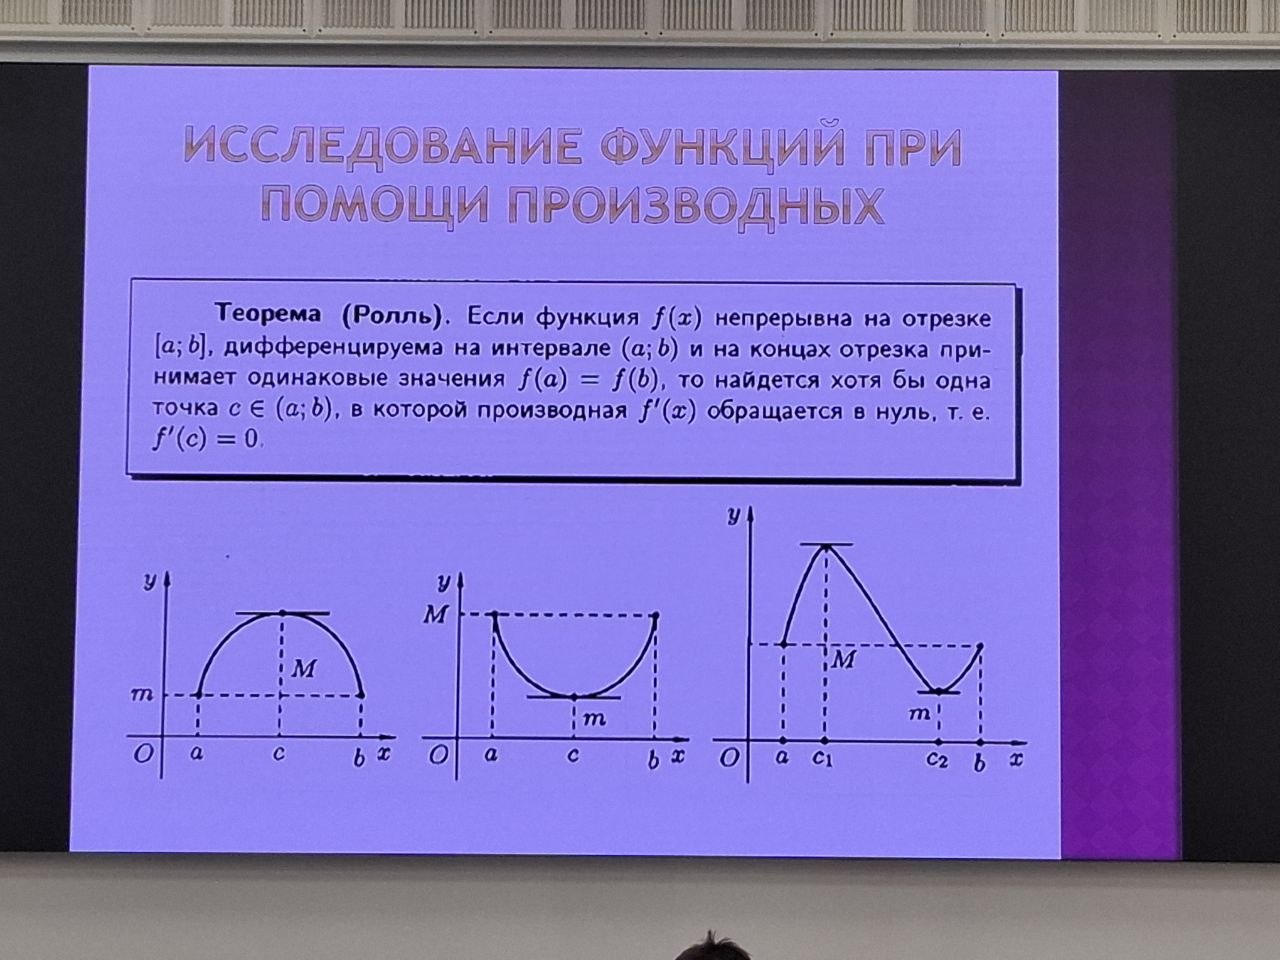 ИССЛЕДОВАНИЕ ФУНКЦИЙ ПРИ
ПОМОЩИ ПРОИЗВОДНЫХ
Теорема (Ролль). Если функция f(x) непрерывна на отрезке
[a; b], дифференцируема на интервале (a; b) и на концах отрезка при-
нимает одинаковые значения f(a) = f(b), то найдется хотя бы одна
точка c ∈ (a; b), в которой производная f′(x) обращается в нуль, т. е.
f′(c) = 0.
y
M
m
O a c b x
y
M
m
O a c b x
y
M
m
O a c₁ c₂ b x